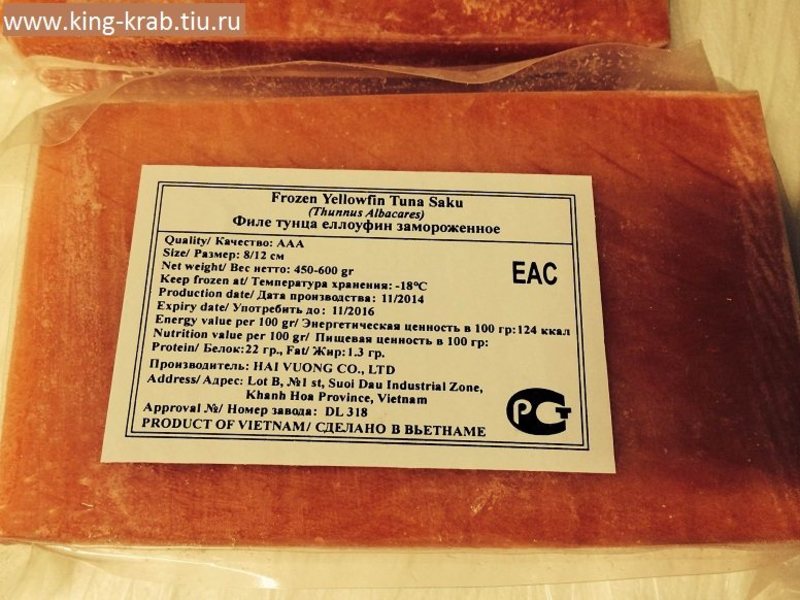 www.king-krab.tiu.ru
Frozen Yellowfin Tuna Saku
(Thunnus Albacares)
Филе тунца еллоуфин замороженное
Quality/ Качество: ААА
Size/ Размер: 8/12 см
Net weight/ Вес нетто: 450-600 gr
Keep frozen at/ Температура хранения: -18°C
Production date/ Дата производства: 11/2014
Expiry date/ Употребить до: 11/2016
Energy value per 100 gr/ Энергетическая ценность в 100 гр:124 ккал
Nutrition value per 100 gr/ Пищевая ценность в 100 гр:
Protein/ Белок:22 гр., Fat/ Жир:1.3 гр.
Производитель: HAI VUONG CO., LTD
Address/ Адрес: Lot B, №1 st, Suoi Dau Industrial Zone,
Khanh Hoa Province, Vietnam
Approval №/ Номер завода: DL 318
PRODUCT OF VIETNAM/ СДЕЛАНО В ВЬЕТНАМЕ
EAC
РСТ